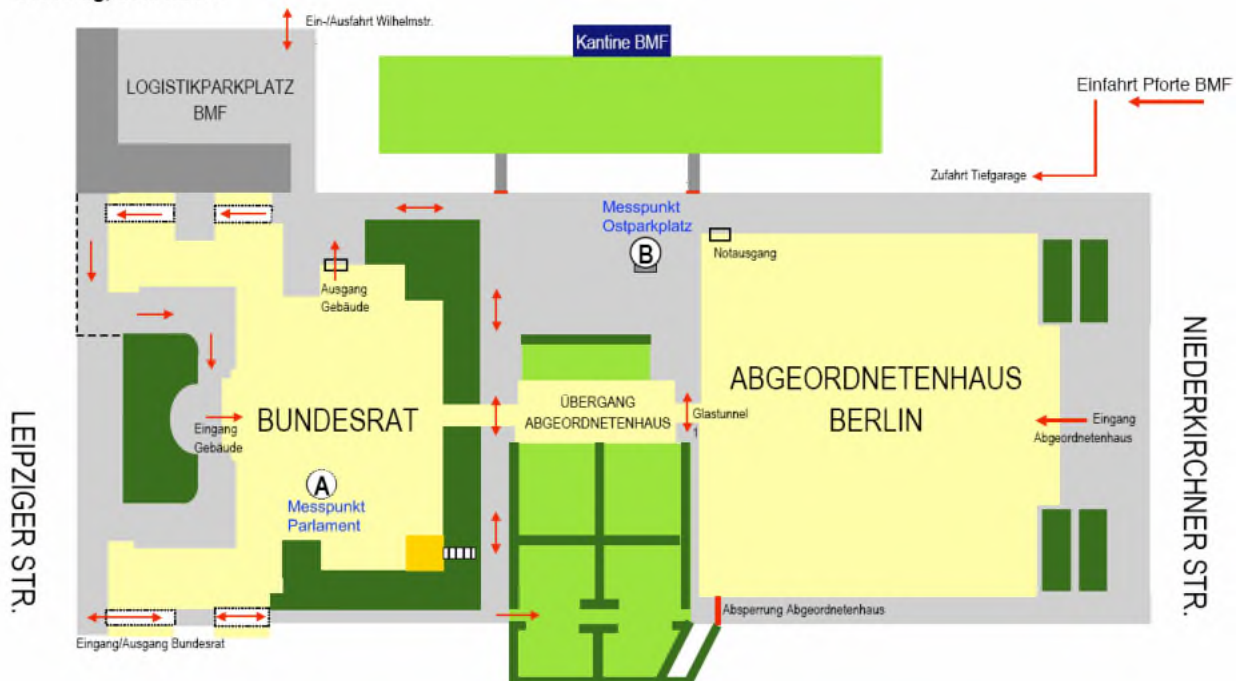 Ein-/Ausfahrt Wilhelmstr.
Kantine BMF
LOGISTIKPARKPLATZ
BMF
Einfahrt Pforte BMF
Zufahrt Tiefgarage
Messpunkt
Ostparkplatz
B
Notausgang
Ausgang
Gebäude
ABGEORDNETENHAUS
BERLIN
ÜBERGANG
ABGEORDNETENHAUS
Glastunnel
1
BUNDESRAT
Eingang
Gebäude
Eingang
Abgeordnetenhaus
A
Messpunkt
Parlament
LEIPZIGER STR.
NIEDERKIRCHNER STR.
Absperrung Abgeordnetenhaus
Eingang/Ausgang Bundesrat